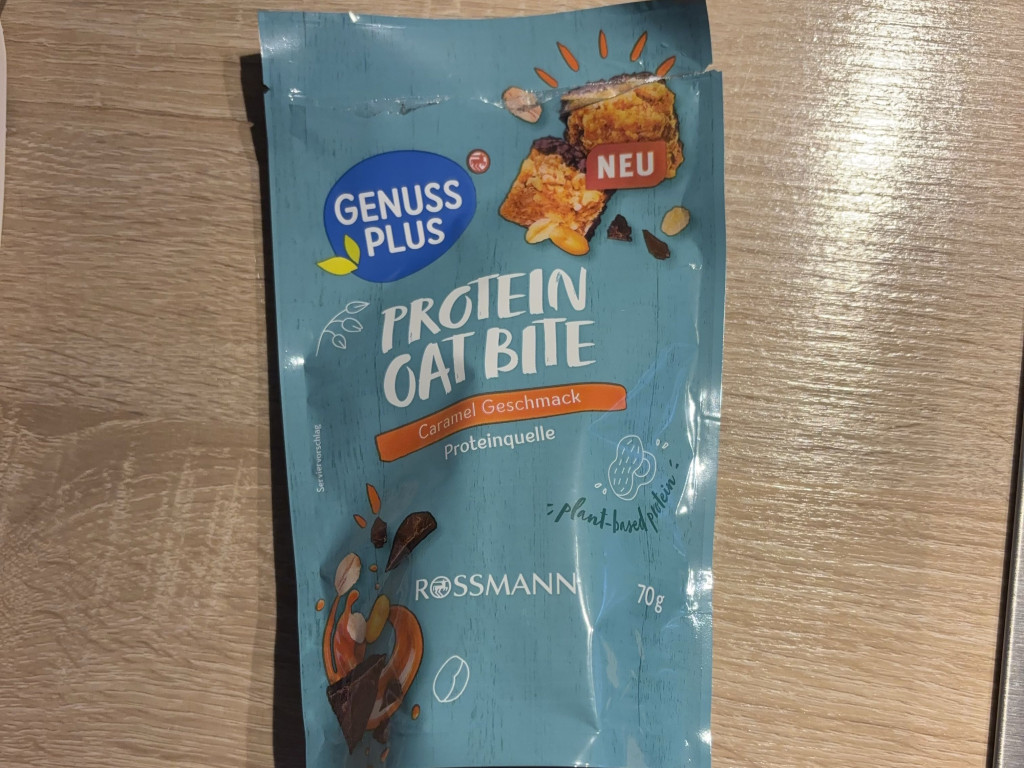 NEU
GENUSS
PLUS
PROTEIN
OAT BITE
Caramel Geschmack
Proteinquelle
Serviervorschlag
plant-based protein
ROSSMANN
70g